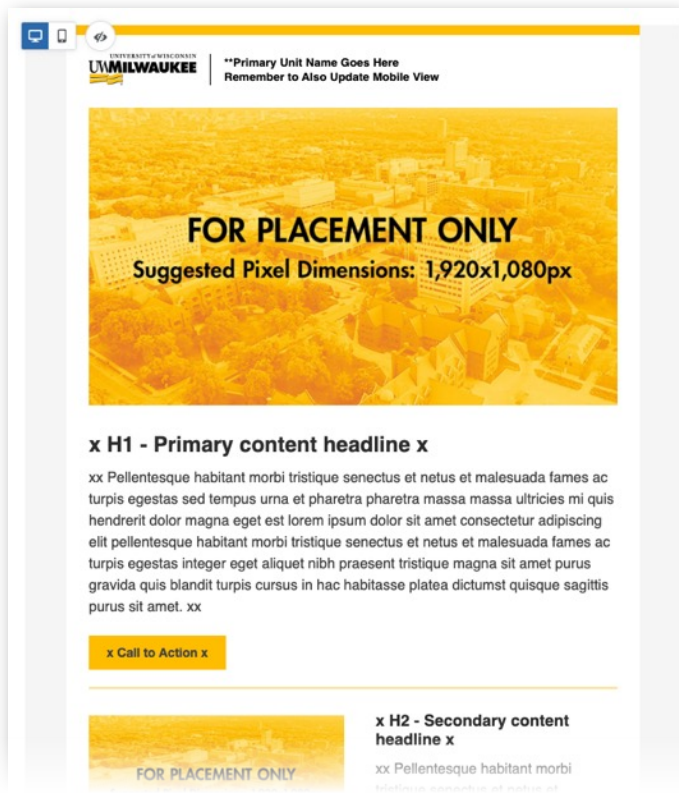 UNIVERSITY of WISCONSIN
UWMILWAUKEE
**Primary Unit Name Goes Here
Remember to Also Update Mobile View
FOR PLACEMENT ONLY
Suggested Pixel Dimensions: 1,920x1,080px
x H1 - Primary content headline x
xx Pellentesque habitant morbi tristique senectus et netus et malesuada fames ac
turpis egestas sed tempus urna et pharetra pharetra massa massa ultricies mi quis
hendrerit dolor magna eget est lorem ipsum dolor sit amet consectetur adipiscing
elit pellentesque habitant morbi tristique senectus et netus et malesuada fames ac
turpis egestas integer eget aliquet nibh praesent tristique magna sit amet purus
gravida quis blandit turpis cursus in hac habitasse platea dictumst quisque sagittis
purus sit amet. xx
x Call to Action x
FOR PLACEMENT ONLY
x H2 - Secondary content
headline x
xx Pellentesque habitant morbi
tristique senectus et netus et